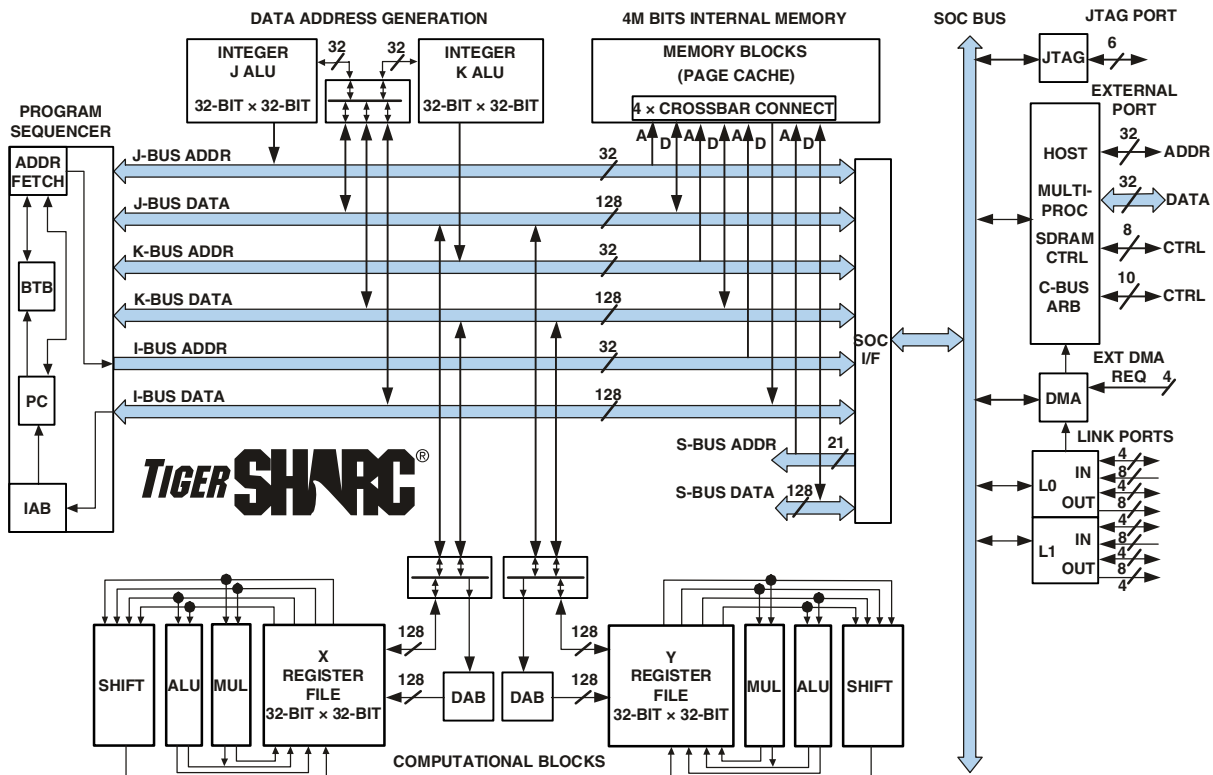 DATA ADDRESS GENERATION
4M BITS INTERNAL MEMORY
SOC BUS
JTAG PORT
INTEGER
J ALU
32-BIT × 32-BIT
32
32
INTEGER
K ALU
32-BIT × 32-BIT
MEMORY BLOCKS
(PAGE CACHE)
4 × CROSSBAR CONNECT
A D A D A D A D
JTAG
6
EXTERNAL
PORT
HOST
MULTI-
PROC
SDRAM
CTRL
C-BUS
ARB
32
ADDR
32
DATA
8
CTRL
10
CTRL
PROGRAM
SEQUENCER
ADDR
FETCH
BTB
PC
IAB
J-BUS ADDR
32
J-BUS DATA
128
K-BUS ADDR
32
K-BUS DATA
128
I-BUS ADDR
32
I-BUS DATA
128
SOC
I/F
S-BUS ADDR
21
S-BUS DATA
128
TIGER SHARC®
EXT DMA
REQ
4
DMA
LINK PORTS
L0
IN
OUT
4
8
4
8
L1
IN
OUT
4
8
4
8
4
SHIFT
ALU
MUL
X
REGISTER
FILE
32-BIT × 32-BIT
128
128
DAB
DAB
128
128
Y
REGISTER
FILE
32-BIT × 32-BIT
MUL
ALU
SHIFT
COMPUTATIONAL BLOCKS